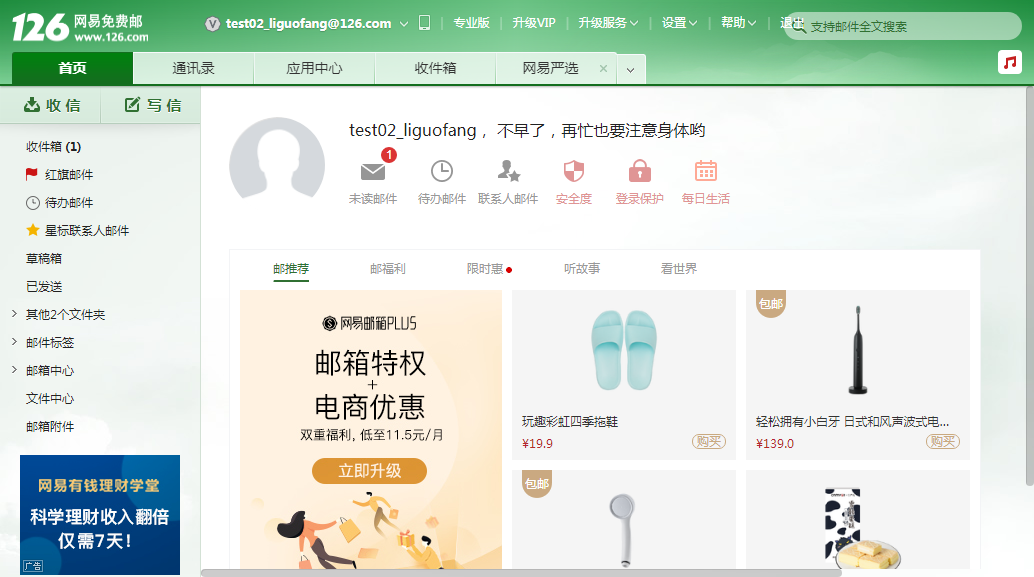 126 网易免费邮
www.126.com
test02_liguofang@126.com 专业版 升级VIP 升级服务 设置 帮助 退出 支持邮件全文搜索
首页 通讯录 应用中心 收件箱 网易严选
收信 写信
收件箱 (1)
红旗邮件
待办邮件
星标联系人邮件
草稿箱
已发送
其他2个文件夹
邮件标签
邮箱中心
文件中心
邮箱附件
网易有钱理财学堂
科学理财收入翻倍
仅需7天!
广告
test02_liguofang ,不早了,再忙也要注意身体哟
1
未读邮件 待办邮件 联系人邮件 安全度 登录保护 每日生活
邮推荐 邮福利 限时惠 听故事 看世界
网易邮箱PLUS
邮箱特权
+
电商优惠
双重福利, 低至11.5元/月
立即升级
玩趣彩虹四季拖鞋
¥19.9 购买
包邮
轻松拥有小白牙 日式和风声波式电...
¥139.0 购买
包邮